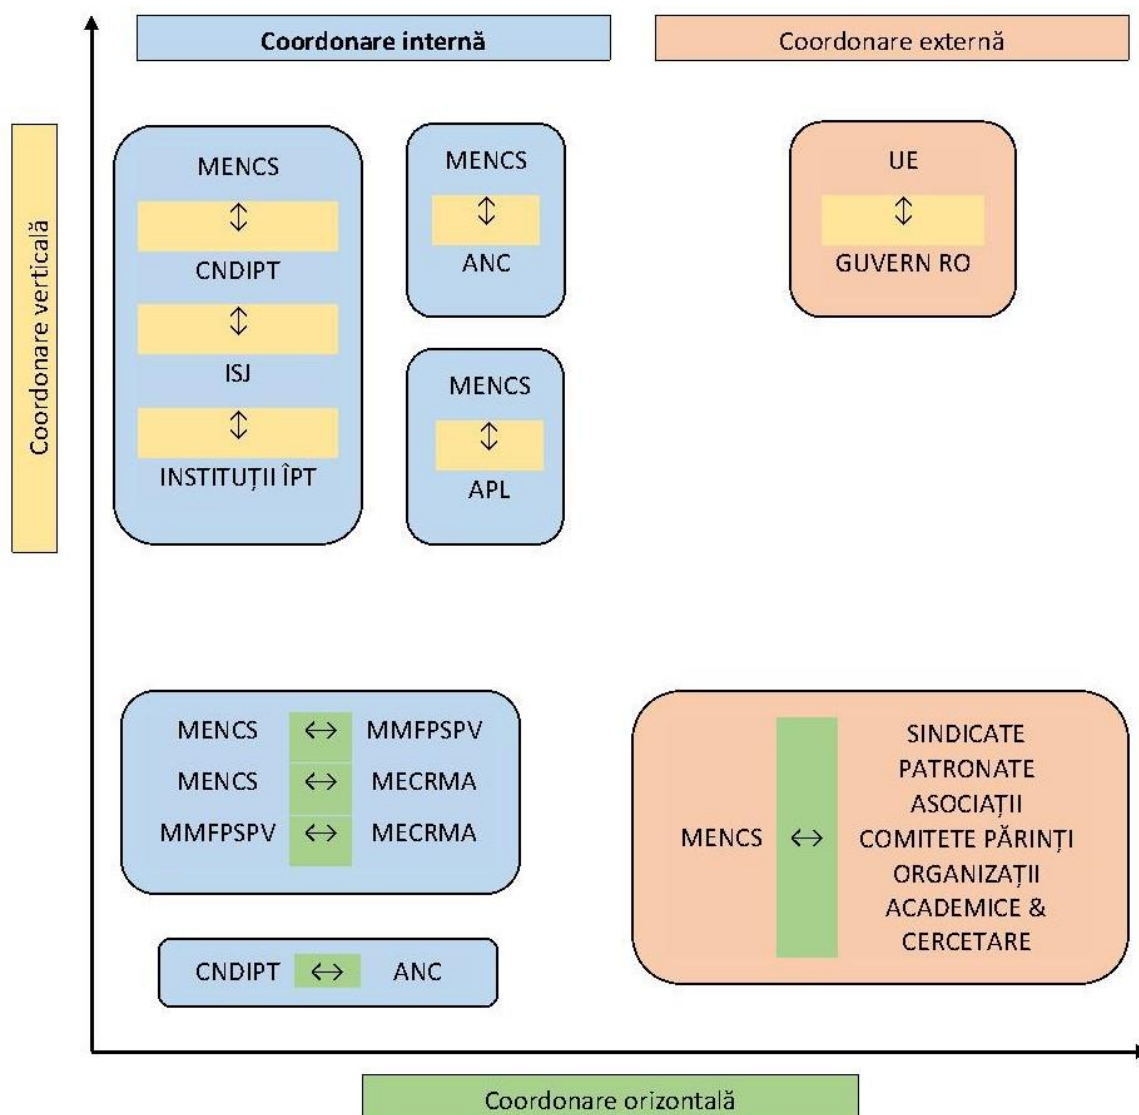 Coordonare internă
Coordonare externă
Coordonare verticală
MENCS
↕
CNDIPT
↕
ISJ
↕
INSTITUȚII ÎPT
MENCS
↕
ANC
MENCS
↕
APL
UE
↕
GUVERN RO
MENCS ↔ MMFPSPV
MENCS ↔ MECRMA
MMFPSPV ↔ MECRMA
CNDIPT ↔ ANC
MENCS ↔
SINDICATE
PATRONATE
ASOCIAȚII
COMITETE PĂRINȚI
ORGANIZAȚII
ACADEMICE &
CERCETARE
Coordonare orizontală